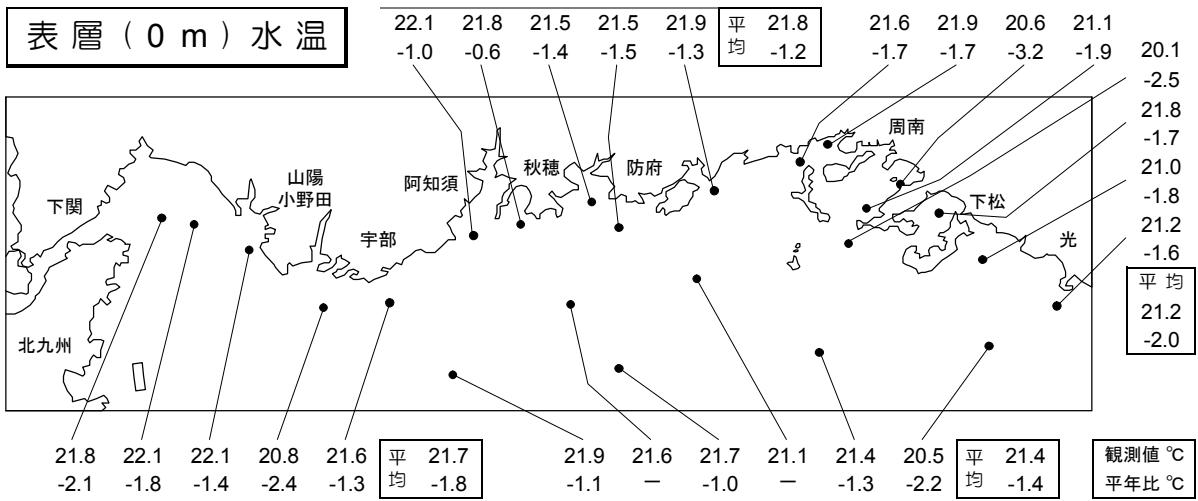 表層(0m)水温
22.1 21.8 21.5 21.5 21.9 平均 21.8
-1.0 -0.6 -1.4 -1.5 -1.3 -1.2
21.6 21.9 20.6 21.1
-1.7 -1.7 -3.2 -1.9
20.1
-2.5
21.8
-1.7
21.0
-1.8
21.2
-1.6
平均
21.2
-2.0
周南
秋穂
防府
山陽
小野田
阿知須
下関
下松
宇部
光
北九州
21.8 22.1 22.1 20.8 21.6 平均 21.7
-2.1 -1.8 -1.4 -2.4 -1.3 -1.8
21.9 21.6 21.7 21.1 21.4 20.5 平均 21.4
-1.1 — -1.0 — -1.3 -2.2 -1.4
観測値 ℃
平年比 ℃